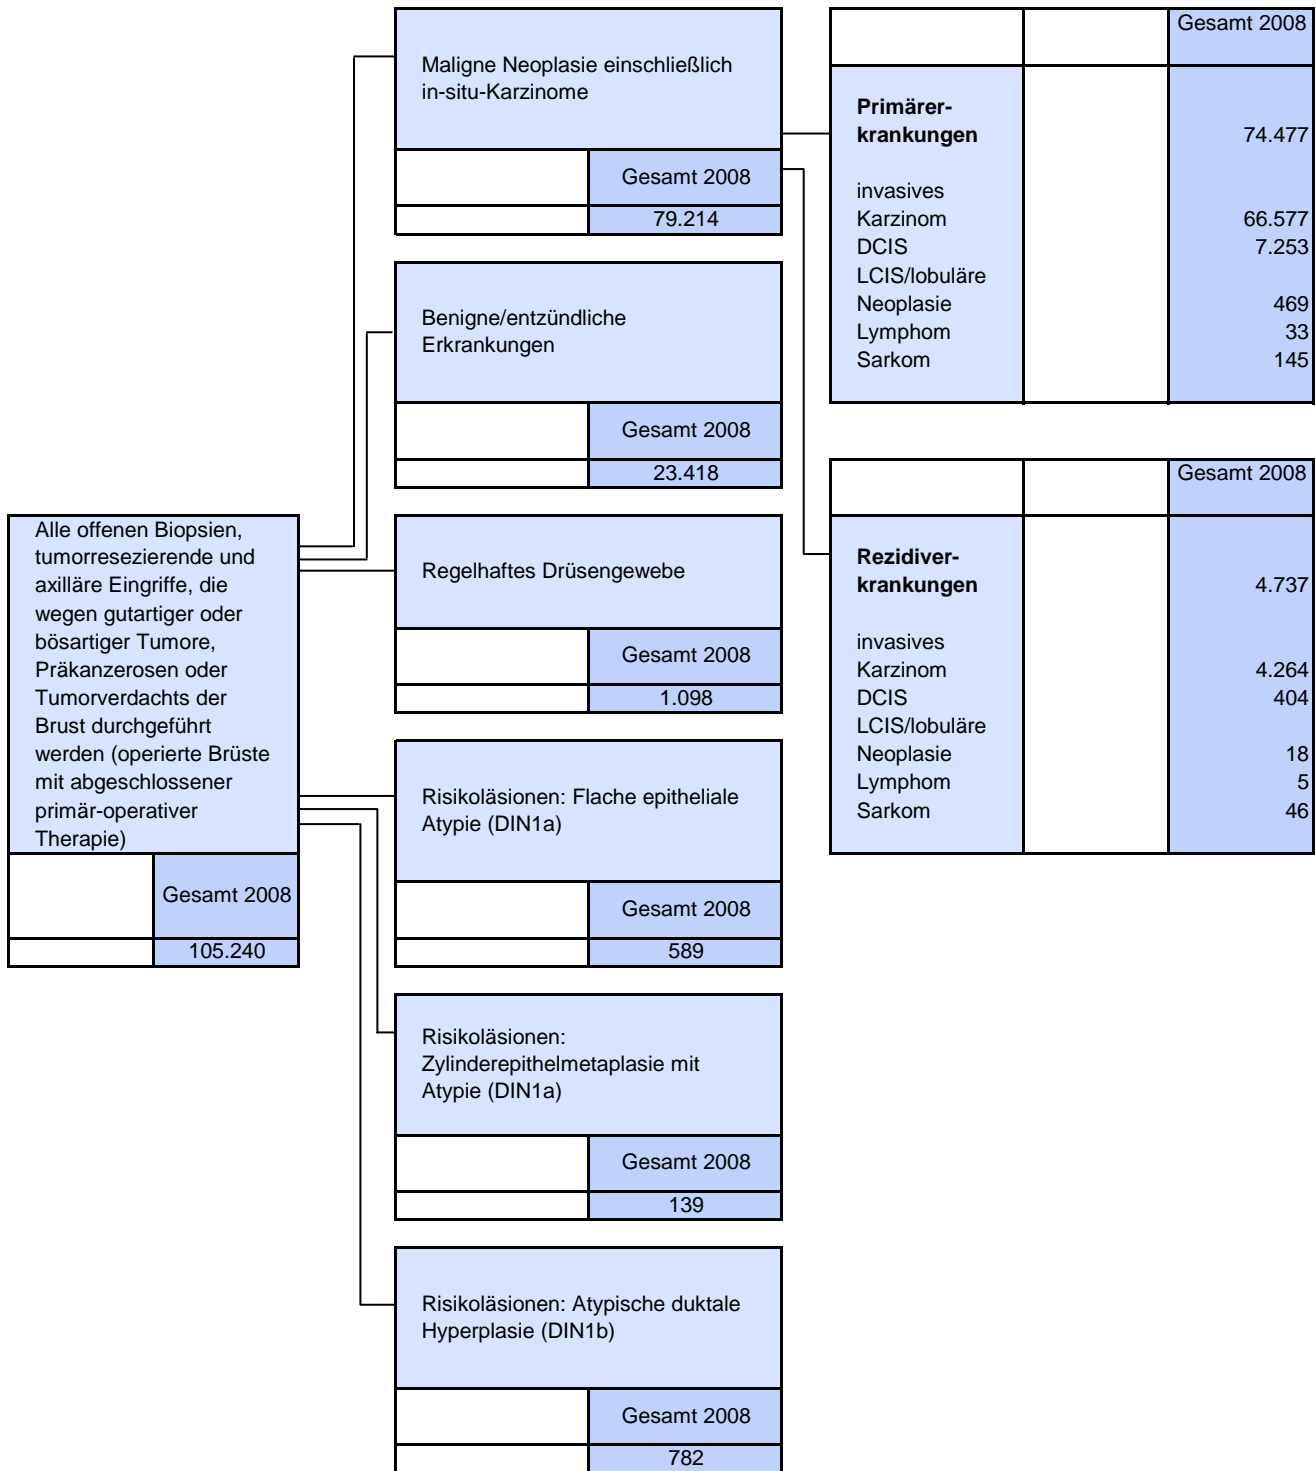 Alle offenen Biopsien,
tumorresezierende und
axilläre Eingriffe, die
wegen gutartiger oder
bösartiger Tumore,
Präkanzerosen oder
Tumorverdachts der
Brust durchgeführt
werden (operierte Brüste
mit abgeschlossener
primär-operativer
Therapie)
Gesamt 2008
105.240
Maligne Neoplasie einschließlich
in-situ-Karzinome
Gesamt 2008
79.214
Benigne/entzündliche
Erkrankungen
Gesamt 2008
23.418
Regelhaftes Drüsengewebe
Gesamt 2008
1.098
Risikoläsionen: Flache epitheliale
Atypie (DIN1a)
Gesamt 2008
589
Risikoläsionen:
Zylinderepithelmetaplasie mit
Atypie (DIN1a)
Gesamt 2008
139
Risikoläsionen: Atypische duktale
Hyperplasie (DIN1b)
Gesamt 2008
782
Gesamt 2008
Primärer-
krankungen 74.477
invasives
Karzinom 66.577
DCIS 7.253
LCIS/lobuläre
Neoplasie 469
Lymphom 33
Sarkom 145
Gesamt 2008
Rezidiver-
krankungen 4.737
invasives
Karzinom 4.264
DCIS 404
LCIS/lobuläre
Neoplasie 18
Lymphom 5
Sarkom 46